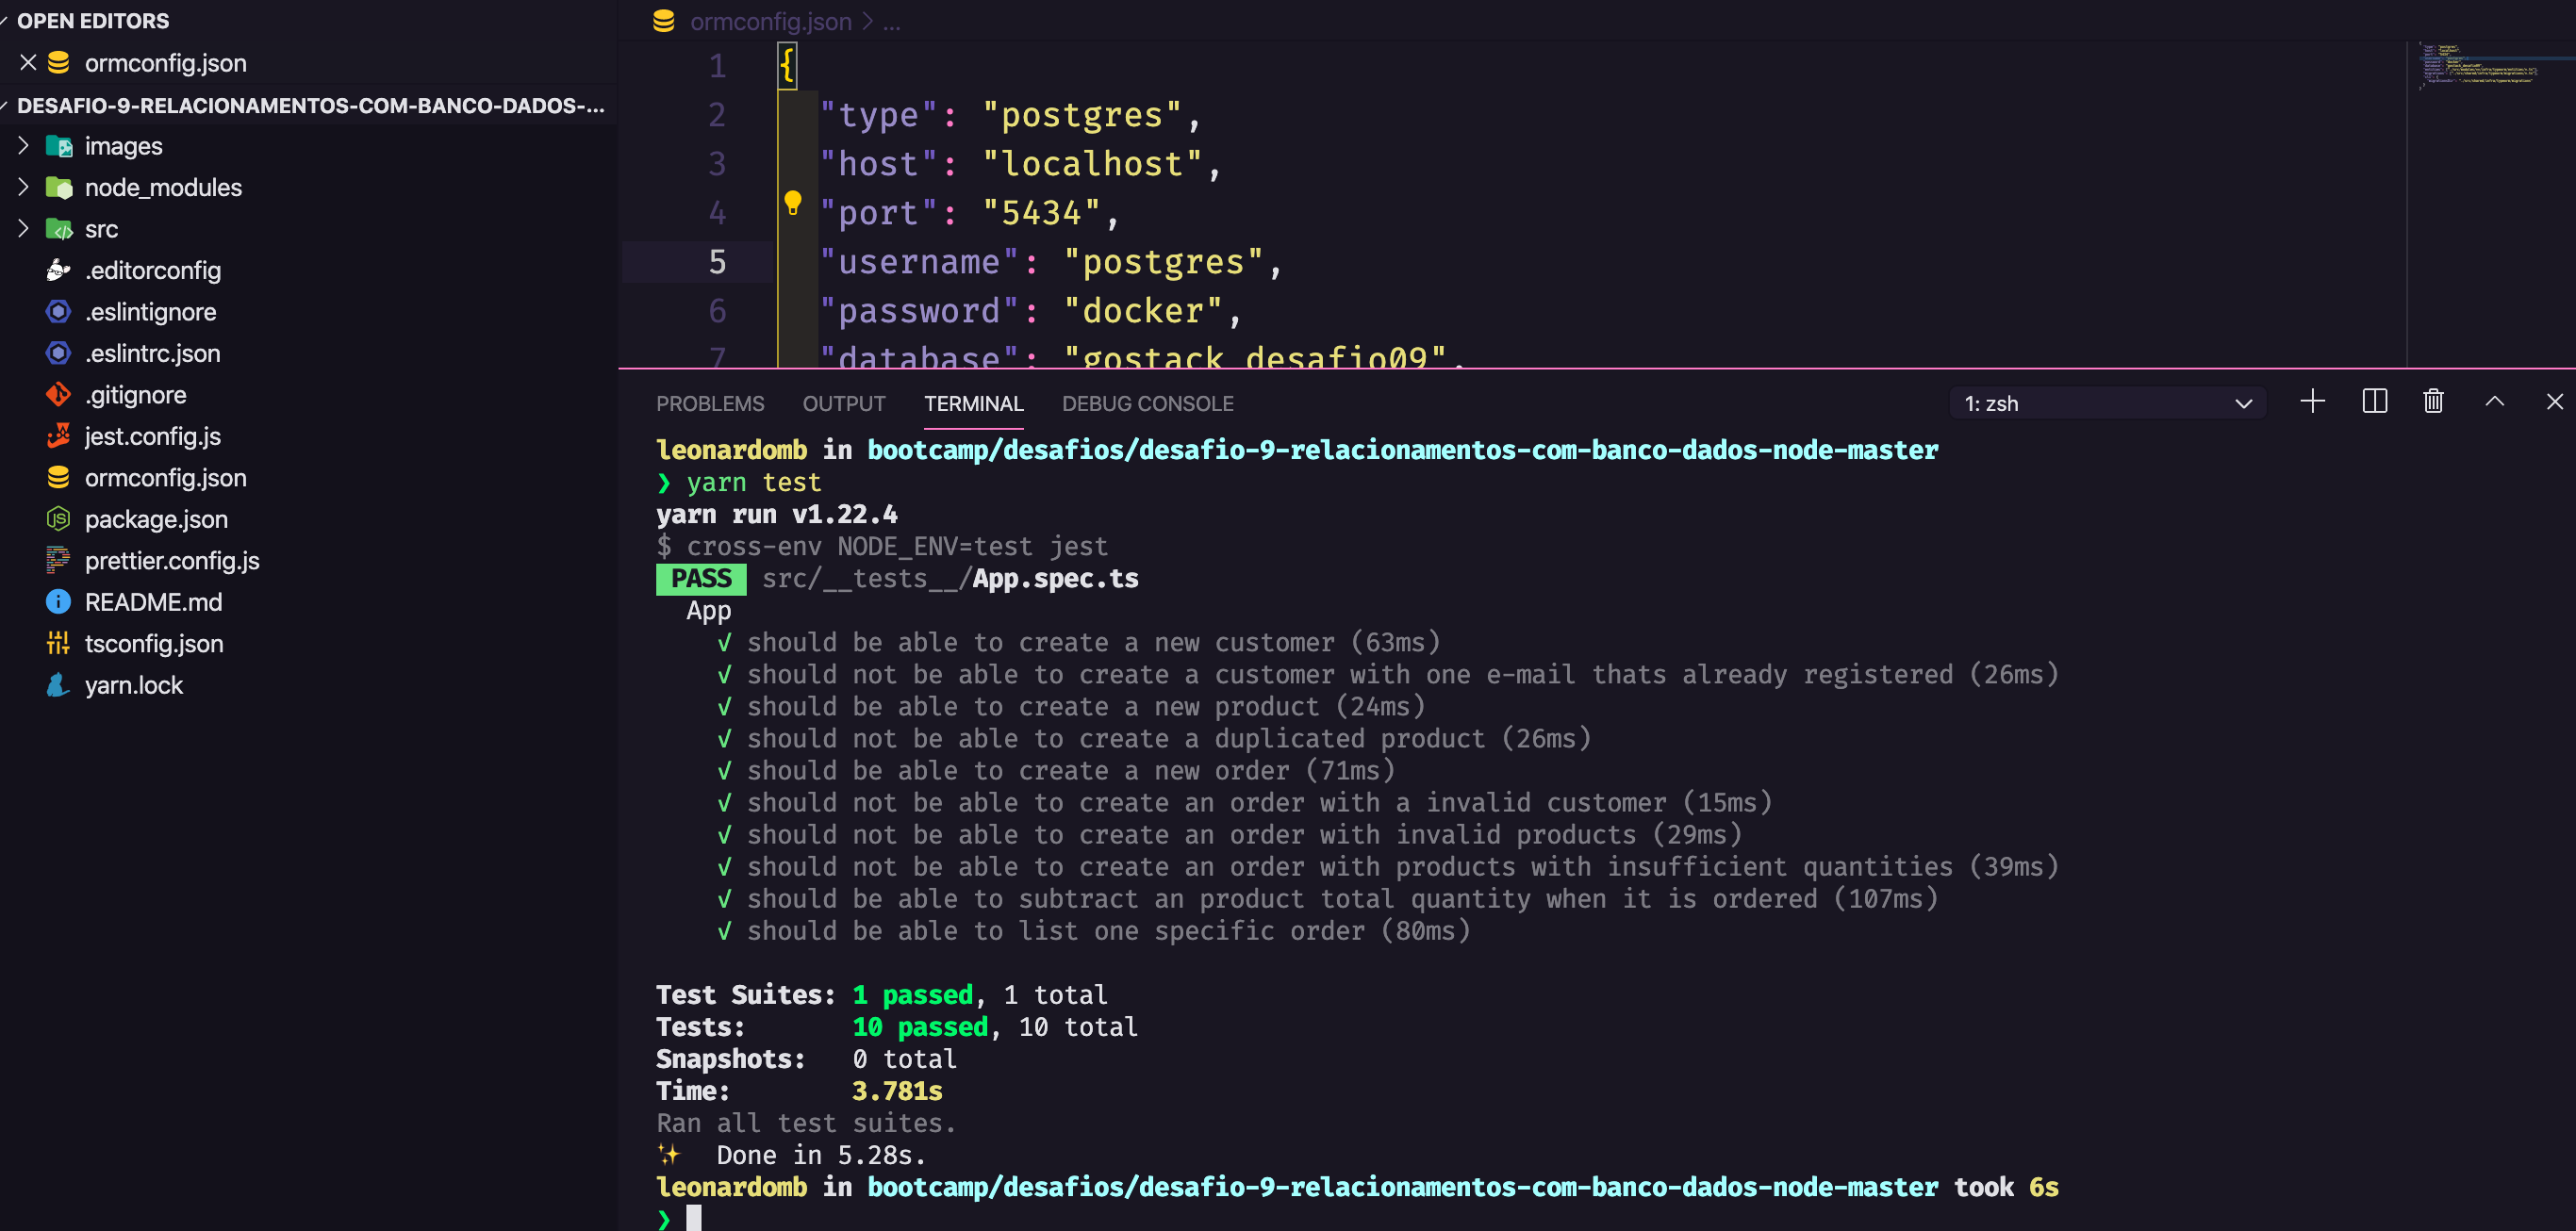 OPEN EDITORS
ormconfig.json
DESAFIO-9-RELACIONAMENTOS-COM-BANCO-DADOS-...
images
node_modules
src
.editorconfig
.eslintignore
.eslintrc.json
.gitignore
jest.config.js
ormconfig.json
package.json
prettier.config.js
README.md
tsconfig.json
yarn.lock
ormconfig.json > ...
1 {
2 "type": "postgres",
3 "host": "localhost",
4 "port": "5434",
5 "username": "postgres",
6 "password": "docker",
7 "database": "gostack_desafio09",
PROBLEMS OUTPUT TERMINAL DEBUG CONSOLE 1: zsh
leonardomb in bootcamp/desafios/desafio-9-relacionamentos-com-banco-dados-node-master
❯ yarn test
yarn run v1.22.4
$ cross-env NODE_ENV=test jest
PASS src/__tests__/App.spec.ts
App
√ should be able to create a new customer (63ms)
√ should not be able to create a customer with one e-mail thats already registered (26ms)
√ should be able to create a new product (24ms)
√ should not be able to create a duplicated product (26ms)
√ should be able to create a new order (71ms)
√ should not be able to create an order with a invalid customer (15ms)
√ should not be able to create an order with invalid products (29ms)
√ should not be able to create an order with products with insufficient quantities (39ms)
√ should be able to subtract an product total quantity when it is ordered (107ms)
√ should be able to list one specific order (80ms)
Test Suites: 1 passed, 1 total
Tests: 10 passed, 10 total
Snapshots: 0 total
Time: 3.781s
Ran all test suites.
✨ Done in 5.28s.
leonardomb in bootcamp/desafios/desafio-9-relacionamentos-com-banco-dados-node-master took 6s
❯